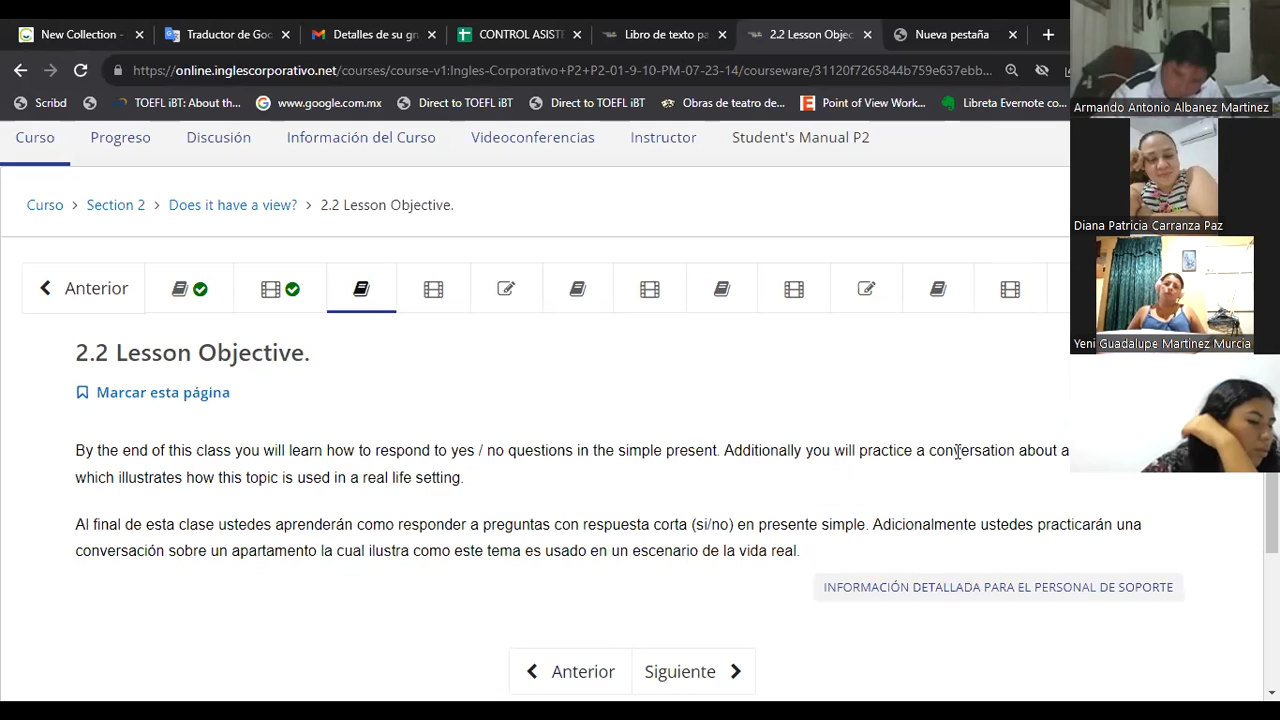 New Collection -
Traductor de Goo
Detalles de su gr
CONTROL ASISTE
Libro de texto pa
2.2 Lesson Objec
Nueva pestaña
https://online.inglescorporativo.net/courses/course-v1:Ingles-Corporativo+P2+P2-01-9-10-PM-07-23-14/courseware/31120f7265844b759e637ebb...
Scribd
TOEFL iBT: About th...
www.google.com.mx
Direct to TOEFL iBT
Direct to TOEFL iBT
Obras de teatro de...
Point of View Work...
Libreta Evernote co...
Curso Progreso Discusión Información del Curso Videoconferencias Instructor Student's Manual P2
Curso > Section 2 > Does it have a view? > 2.2 Lesson Objective.
Anterior
2.2 Lesson Objective.
Marcar esta página
By the end of this class you will learn how to respond to yes / no questions in the simple present. Additionally you will practice a conversation about a
which illustrates how this topic is used in a real life setting.
Al final de esta clase ustedes aprenderán como responder a preguntas con respuesta corta (si/no) en presente simple. Adicionalmente ustedes practicarán una
conversación sobre un apartamento la cual ilustra como este tema es usado en un escenario de la vida real.
INFORMACIÓN DETALLADA PARA EL PERSONAL DE SOPORTE
Anterior Siguiente
Armando Antonio Albanez Martinez
Diana Patricia Carranza Paz
Yeni Guadalupe Martinez Murcia